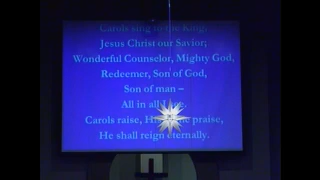 Carols sing to the King,
Jesus Christ our Savior;
Wonderful Counselor, Mighty God,
Redeemer, Son of God,
Son of man –
All in all
Carols raise, praise,
He shall reign eternally.